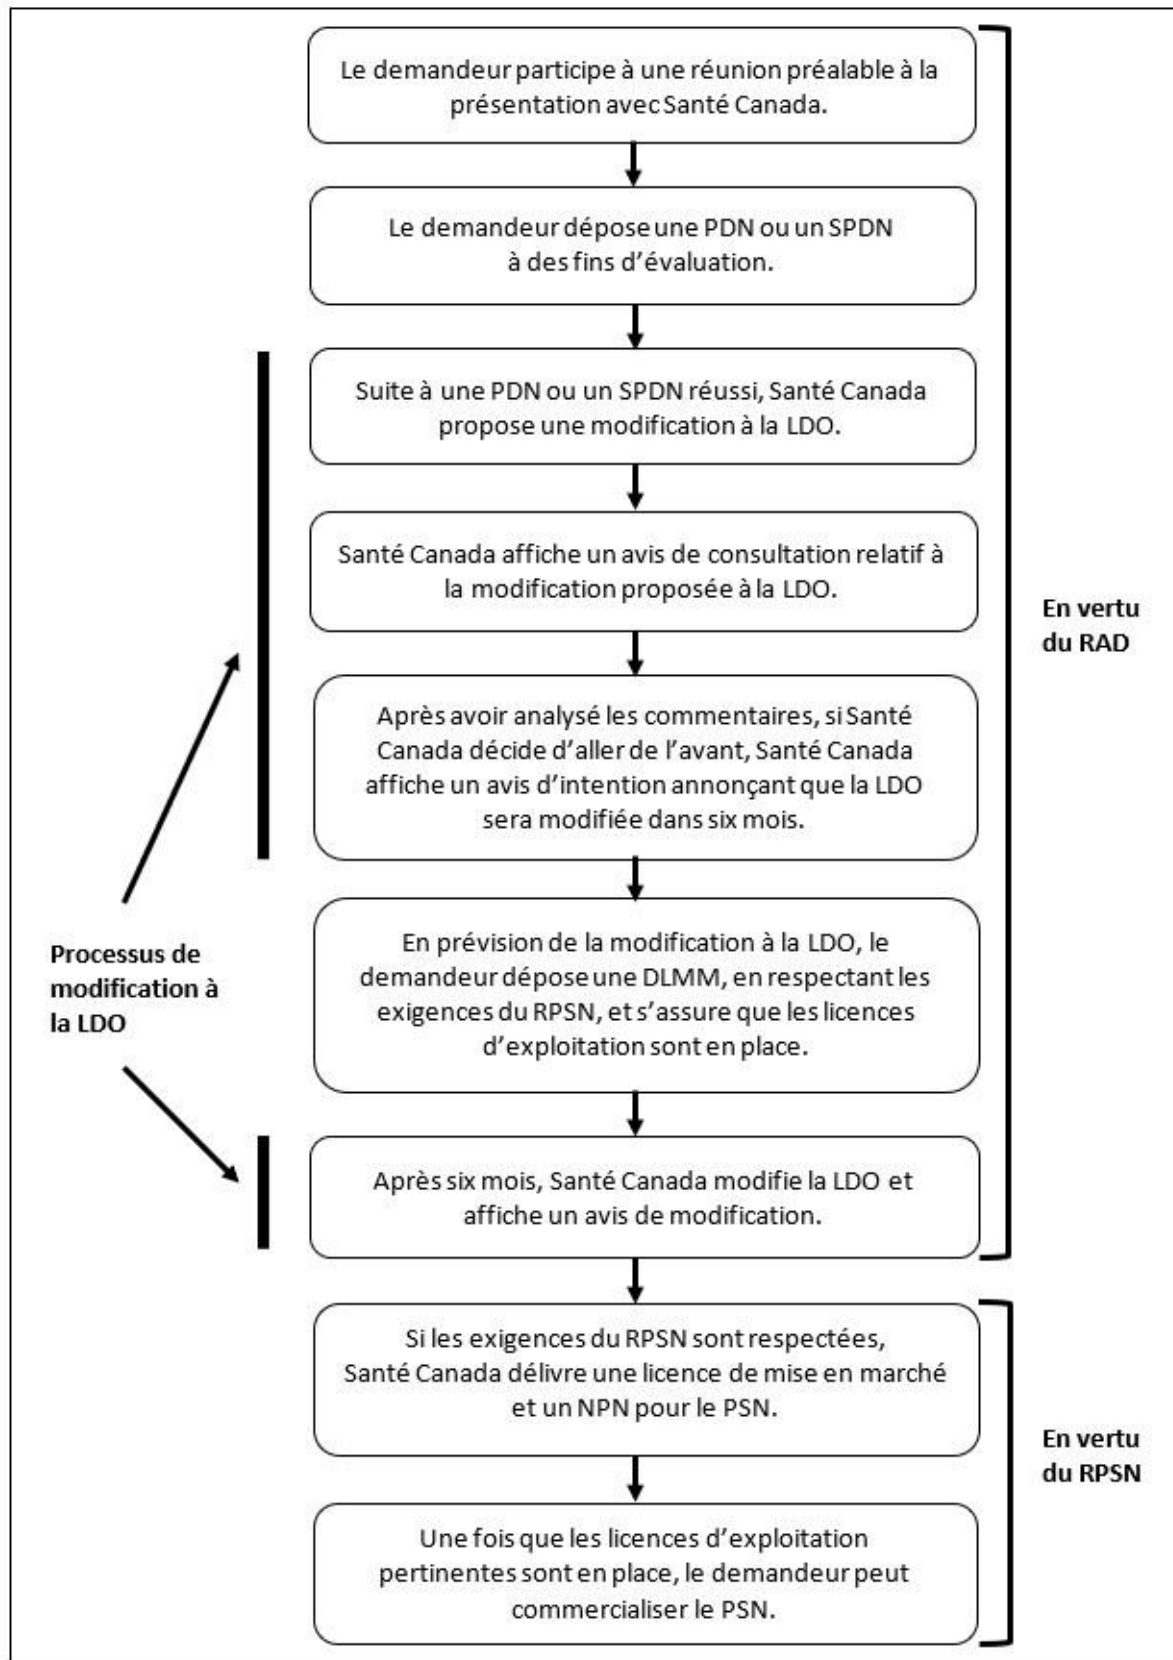 Le demandeur participe à une réunion préalable à la
présentation avec Santé Canada.
Le demandeur dépose une PDN ou un SPDN
à des fins d’évaluation.
Suite à une PDN ou un SPDN réussi, Santé Canada
propose une modification à la LDO.
Santé Canada affiche un avis de consultation relatif à
la modification proposée à la LDO.
En vertu
du RAD
Après avoir analysé les commentaires, si Santé
Canada décide d’aller de l’avant, Santé Canada
affiche un avis d’intention annonçant que la LDO
sera modifiée dans six mois.
Processus de
modification à
la LDO
En prévision de la modification à la LDO, le
demandeur dépose une DLMM, en respectant les
exigences du RPSN, et s’assure que les licences
d’exploitation sont en place.
Après six mois, Santé Canada modifie la LDO et
affiche un avis de modification.
Si les exigences du RPSN sont respectées,
Santé Canada délivre une licence de mise en marché
et un NPN pour le PSN.
En vertu
du RPSN
Une fois que les licences d’exploitation
pertinentes sont en place, le demandeur peut
commercialiser le PSN.